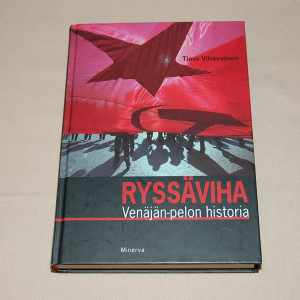 Timo Vihavainen
RYSSÄVIHA
Venäjän-pelon historia
Minerva